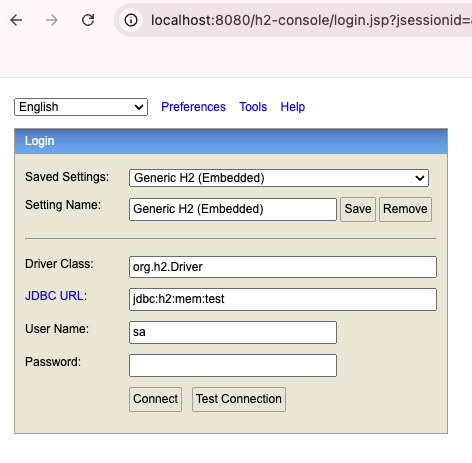 localhost:8080/h2-console/login.jsp?jsessionid=
English Preferences Tools Help
Login
Saved Settings: Generic H2 (Embedded)
Setting Name: Generic H2 (Embedded) Save Remove
Driver Class: org.h2.Driver
JDBC URL: jdbc:h2:mem:test
User Name: sa
Password:
Connect Test Connection